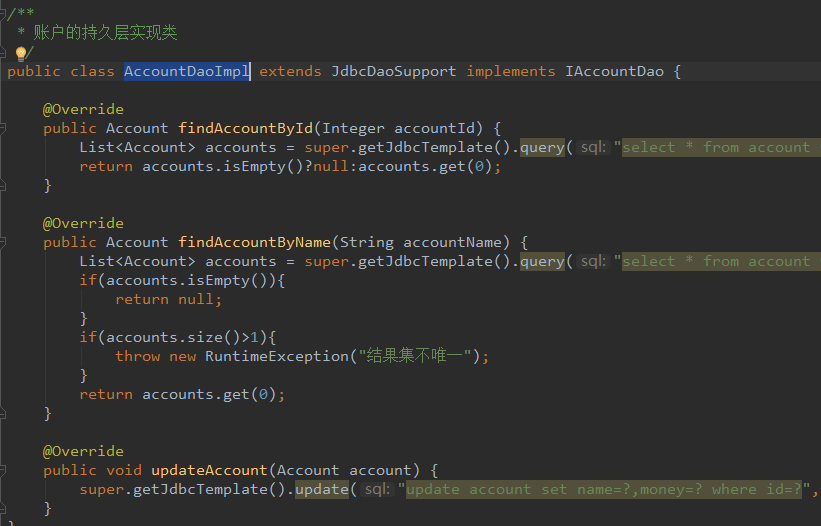 /**
* 账户的持久层实现类
*/
public class AccountDaoImpl extends JdbcDaoSupport implements IAccountDao {
@Override
public Account findAccountById(Integer accountId) {
List<Account> accounts = super.getJdbcTemplate().query( sql: "select * from account
return accounts.isEmpty()?null:accounts.get(0);
}
@Override
public Account findAccountByName(String accountName) {
List<Account> accounts = super.getJdbcTemplate().query( sql: "select * from account
if(accounts.isEmpty()){
return null;
}
if(accounts.size()>1){
throw new RuntimeException("结果集不唯一");
}
return accounts.get(0);
}
@Override
public void updateAccount(Account account) {
super.getJdbcTemplate().update( sql: "update account set name=?,money=? where id=?",
}